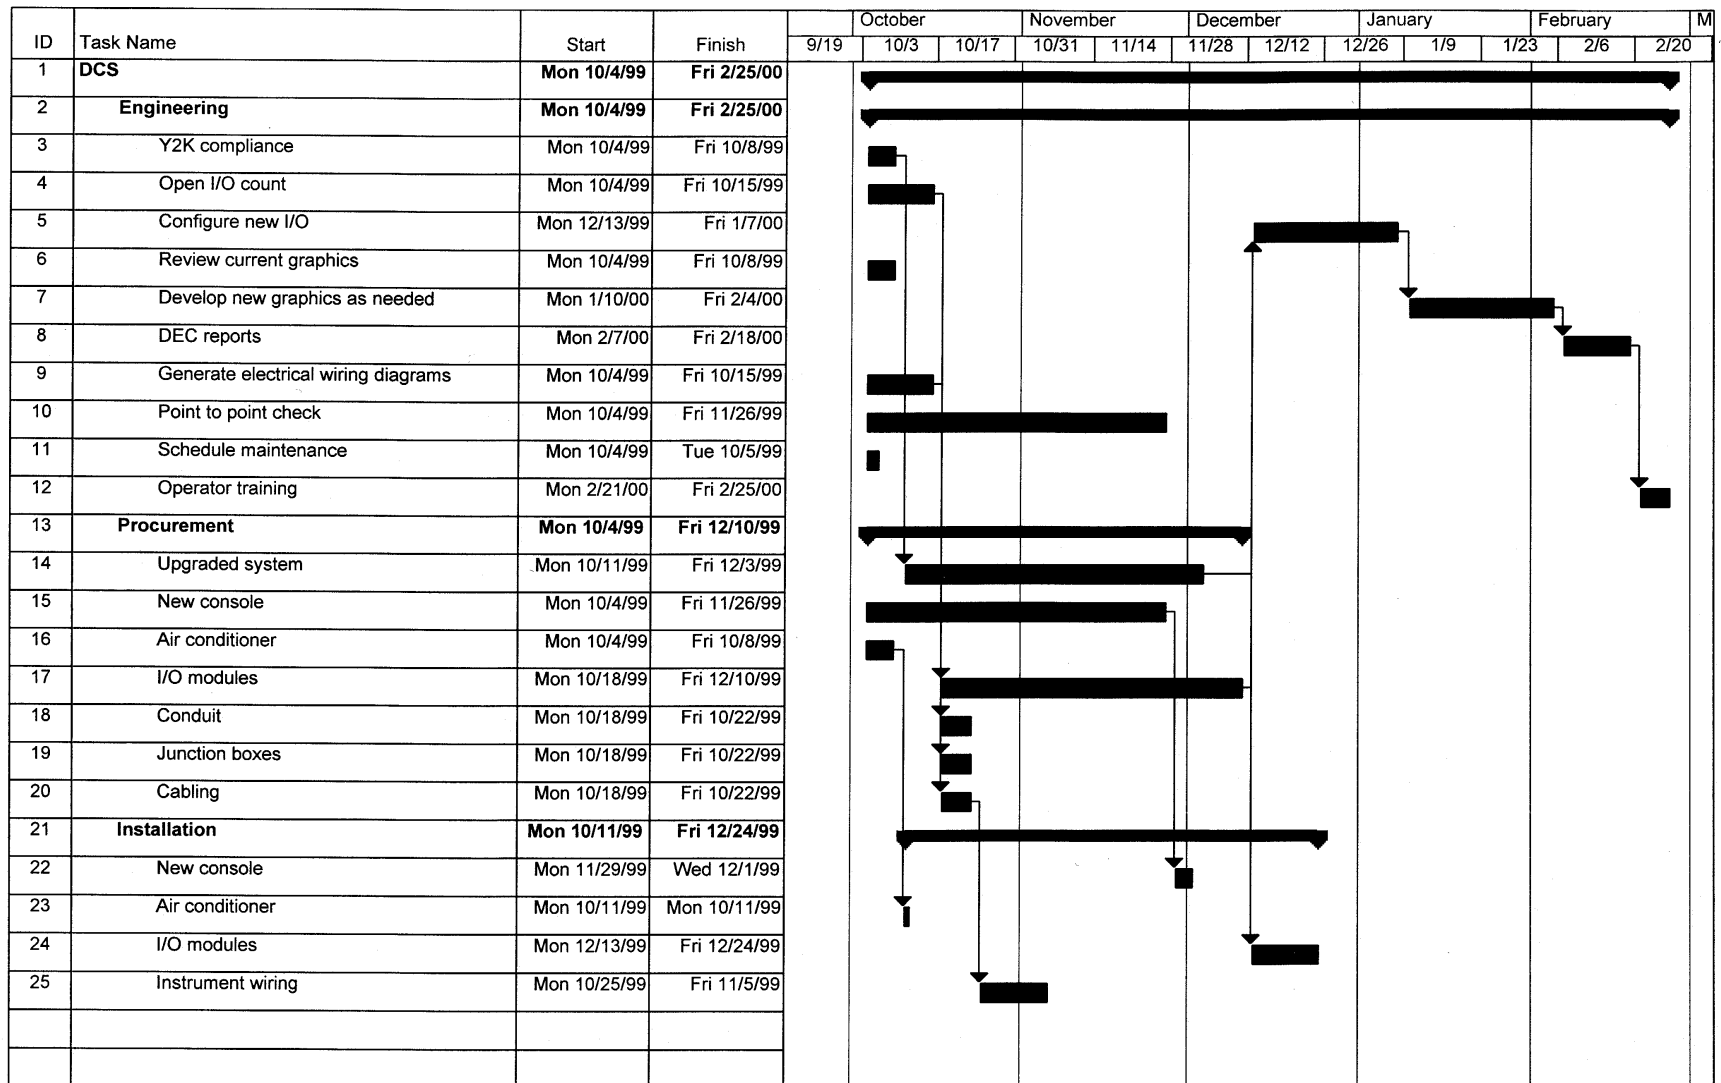 October November December January February M
ID Task Name Start Finish 9/19 10/3 10/17 10/31 11/14 11/28 12/12 12/26 1/9 1/23 2/6 2/20
1 DCS Mon 10/4/99 Fri 2/25/00
2 Engineering Mon 10/4/99 Fri 2/25/00
3 Y2K compliance Mon 10/4/99 Fri 10/8/99
4 Open I/O count Mon 10/4/99 Fri 10/15/99
5 Configure new I/O Mon 12/13/99 Fri 1/7/00
6 Review current graphics Mon 10/4/99 Fri 10/8/99
7 Develop new graphics as needed Mon 1/10/00 Fri 2/4/00
8 DEC reports Mon 2/7/00 Fri 2/18/00
9 Generate electrical wiring diagrams Mon 10/4/99 Fri 10/15/99
10 Point to point check Mon 10/4/99 Fri 11/26/99
11 Schedule maintenance Mon 10/4/99 Tue 10/5/99
12 Operator training Mon 2/21/00 Fri 2/25/00
13 Procurement Mon 10/4/99 Fri 12/10/99
14 Upgraded system Mon 10/11/99 Fri 12/3/99
15 New console Mon 10/4/99 Fri 11/26/99
16 Air conditioner Mon 10/4/99 Fri 10/8/99
17 I/O modules Mon 10/18/99 Fri 12/10/99
18 Conduit Mon 10/18/99 Fri 10/22/99
19 Junction boxes Mon 10/18/99 Fri 10/22/99
20 Cabling Mon 10/18/99 Fri 10/22/99
21 Installation Mon 10/11/99 Fri 12/24/99
22 New console Mon 11/29/99 Wed 12/1/99
23 Air conditioner Mon 10/11/99 Mon 10/11/99
24 I/O modules Mon 12/13/99 Fri 12/24/99
25 Instrument wiring Mon 10/25/99 Fri 11/5/99